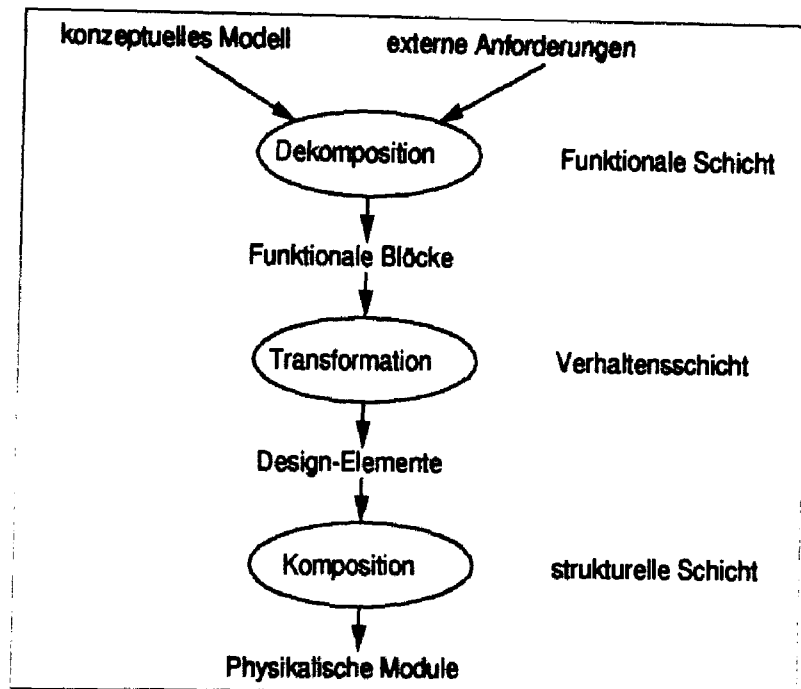 konzeptuelles Modell
externe Anforderungen
Dekomposition
Funktionale Schicht
Funktionale Blöcke
Transformation
Verhaltensschicht
Design-Elemente
Komposition
strukturelle Schicht
Physikalische Module